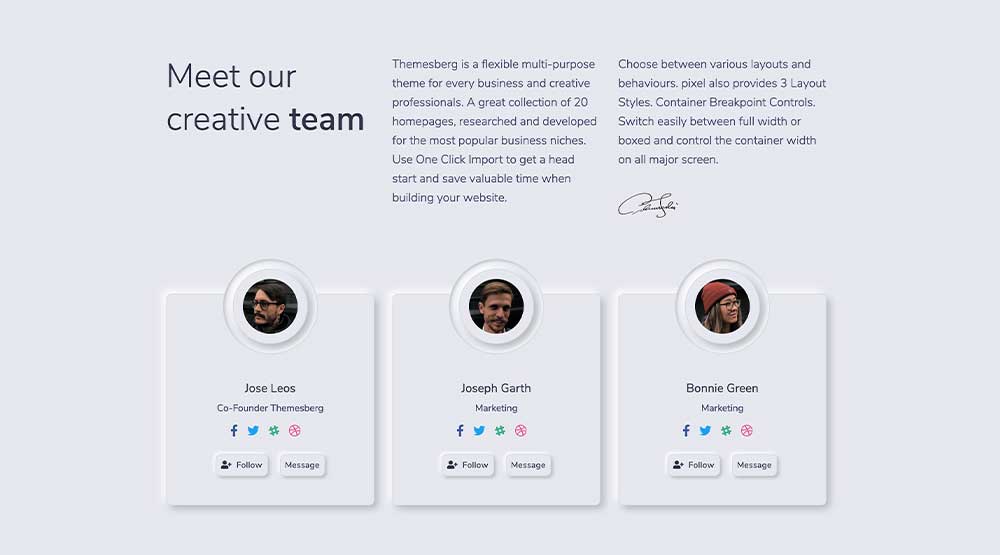 Meet our
creative team
Themesberg is a flexible multi-purpose
theme for every business and creative
professionals. A great collection of 20
homepages, researched and developed
for the most popular business niches.
Use One Click Import to get a head
start and save valuable time when
building your website.
Choose between various layouts and
behaviours. pixel also provides 3 Layout
Styles. Container Breakpoint Controls.
Switch easily between full width or
boxed and control the container width
on all major screen.
Jose Leos
Co-Founder Themesberg
Follow
Message
Joseph Garth
Marketing
Follow
Message
Bonnie Green
Marketing
Follow
Message